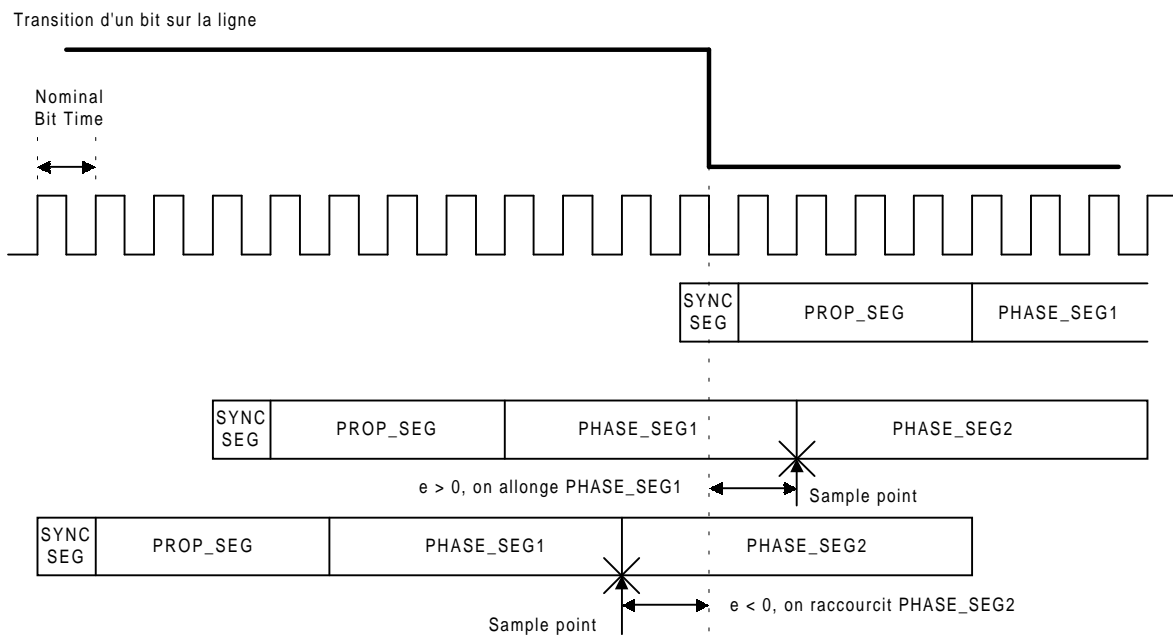 Transition d'un bit sur la ligne
Nominal
Bit Time
SYNC
SEG
PROP_SEG
PHASE_SEG1
SYNC
SEG
PROP_SEG
PHASE_SEG1
PHASE_SEG2
e > 0, on allonge PHASE_SEG1
Sample point
SYNC
SEG
PROP_SEG
PHASE_SEG1
PHASE_SEG2
e < 0, on raccourcit PHASE_SEG2
Sample point